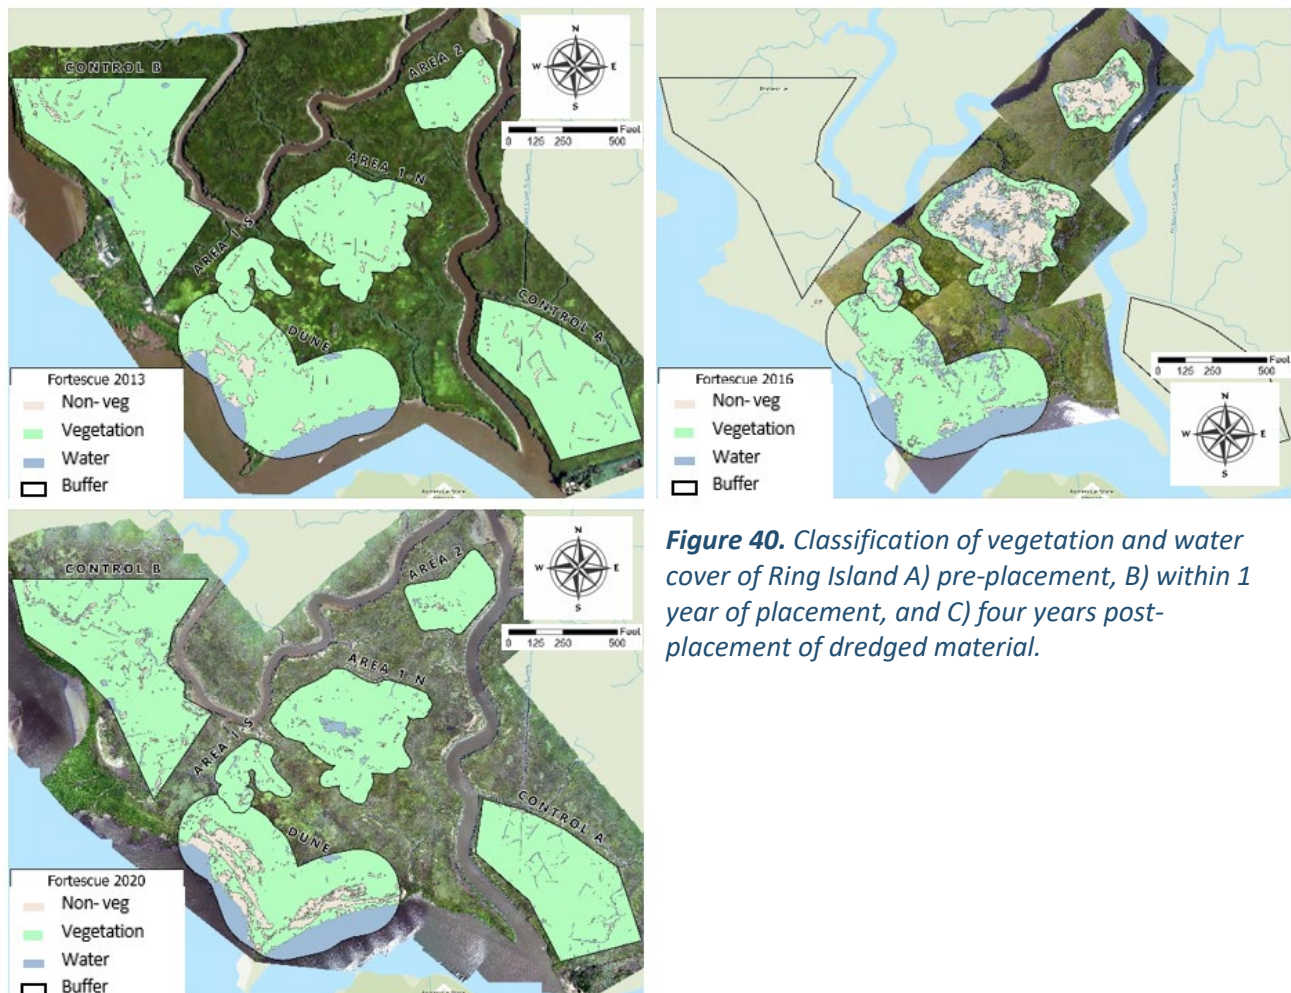 CONTROL B
AREA 2
AREA 1-N
AREA 1-S
DUNE
CONTROL A
N
W E
S
Feet
0 125 250 500
Fortescue 2013
Non-veg
Vegetation
Water
Buffer
N
W E
S
Feet
0 125 250 500
Fortescue 2016
Non-veg
Vegetation
Water
Buffer
CONTROL B
AREA 2
AREA 1-N
AREA 1-S
DUNE
CONTROL A
N
W E
S
Feet
0 125 250 500
Fortescue 2020
Non-veg
Vegetation
Water
Buffer
Figure 40. Classification of vegetation and water
cover of Ring Island A) pre-placement, B) within 1
year of placement, and C) four years post-
placement of dredged material.